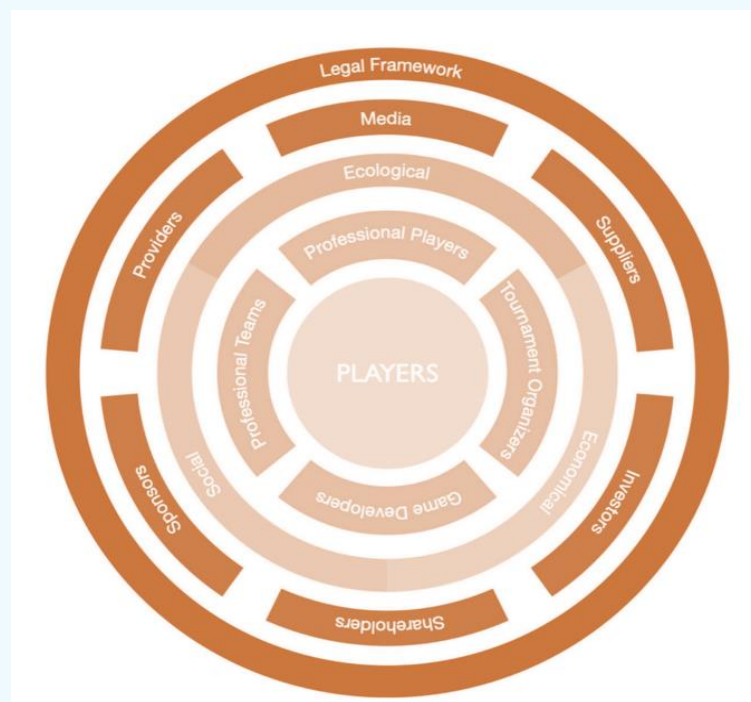 Legal Framework
Media
Suppliers
Investors
Shareholders
Sponsors
Providers
Ecological
Economical
Social
Professional Players
Tournament Organizers
Game Developers
Professional Teams
PLAYERS